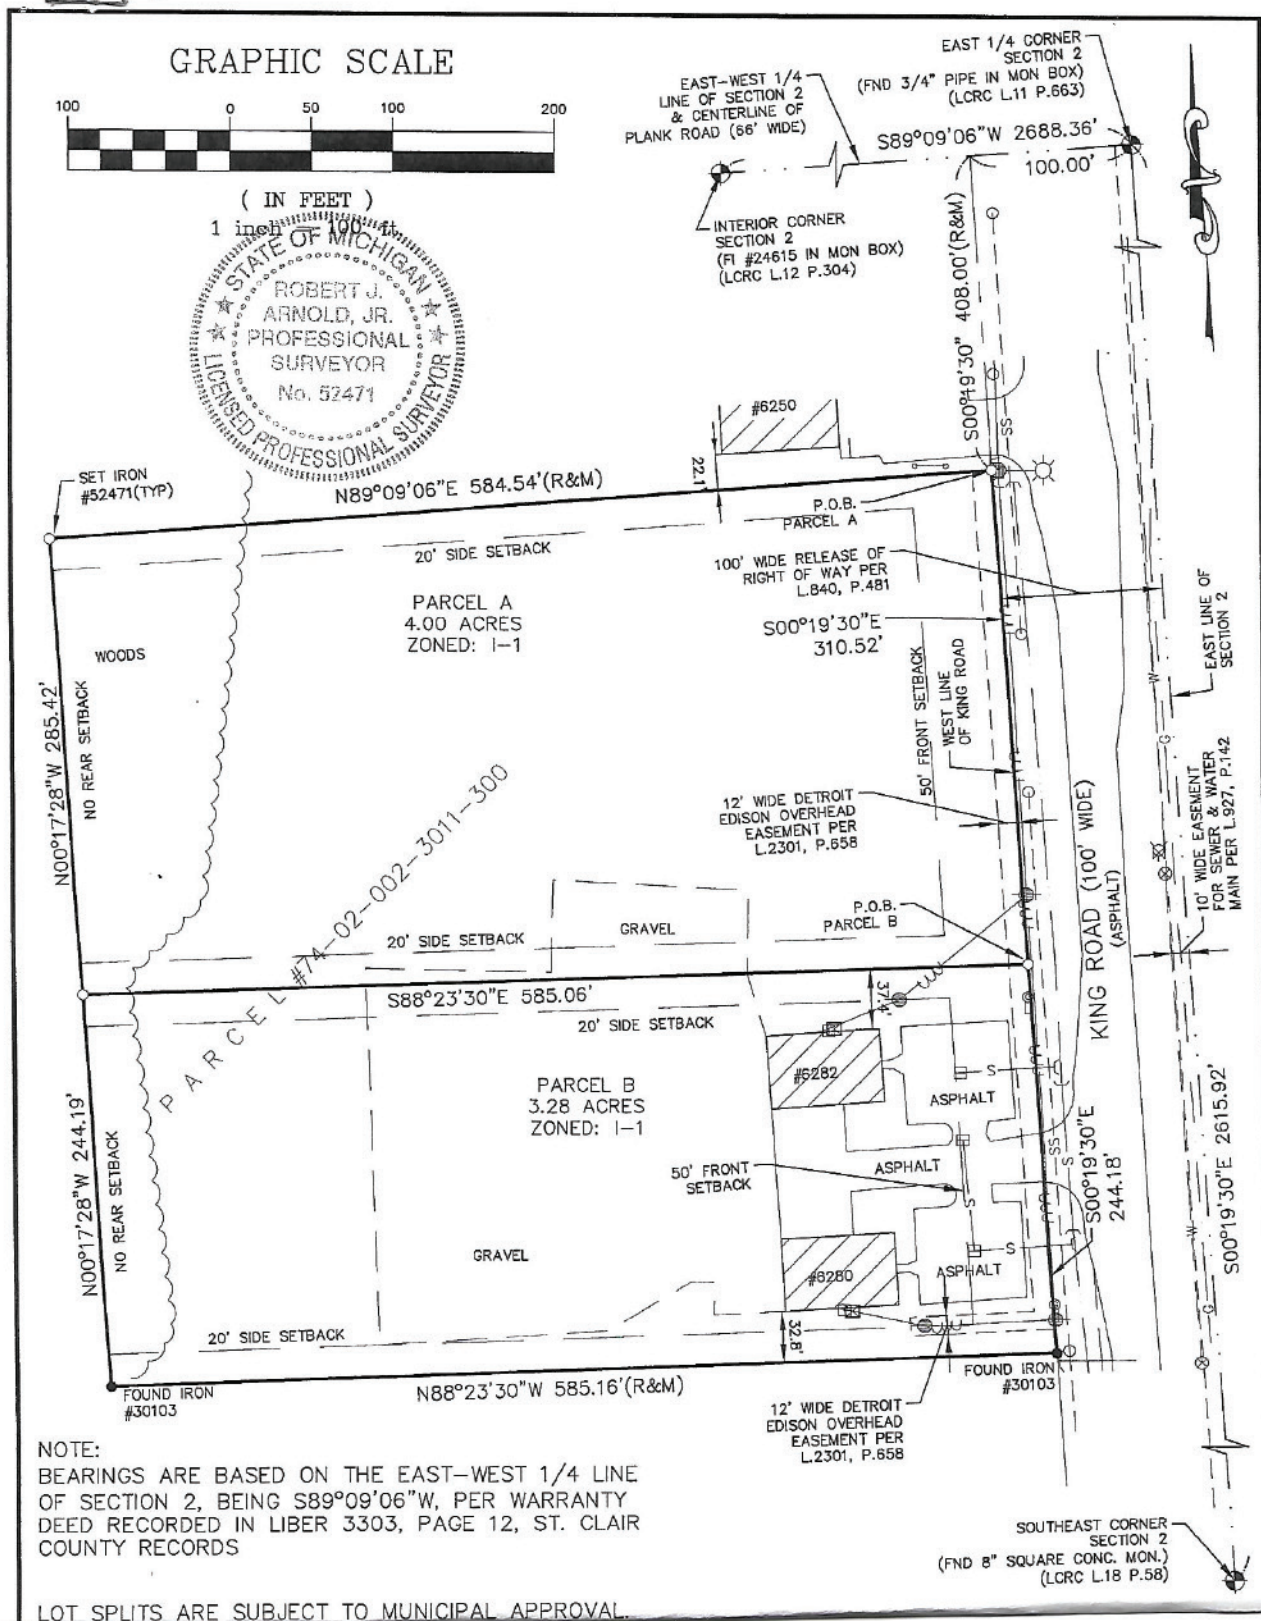 GRAPHIC SCALE
100 0 50 100 200
( IN FEET )
1 inch = 100 ft.
STATE OF MICHIGAN
ROBERT J.
ARNOLD, JR.
PROFESSIONAL
SURVEYOR
No. 52471
LICENSED PROFESSIONAL SURVEYOR
EAST-WEST 1/4
LINE OF SECTION 2
& CENTERLINE OF
PLANK ROAD (66' WIDE)
EAST 1/4 CORNER
SECTION 2
(FND 3/4" PIPE IN MON BOX)
(LCRC L.11 P.663)
S89°09'06"W 2688.36'
100.00'
INTERIOR CORNER
SECTION 2
(FI #24615 IN MON BOX)
(LCRC L.12 P.304)
S00°19'30" 408.00'(R&M)
#6250
22.1'
SS
SET IRON
#52471(TYP)
N89°09'06"E 584.54'(R&M)
P.O.B.
PARCEL A
20' SIDE SETBACK
100' WIDE RELEASE OF
RIGHT OF WAY PER
L.840, P.481
PARCEL A
4.00 ACRES
ZONED: I-1
S00°19'30"E
310.52'
WOODS
EAST LINE OF
SECTION 2
N00°17'28"W 285.42'
NO REAR SETBACK
50' FRONT SETBACK
WEST LINE
OF KING ROAD
W
G
12' WIDE DETROIT
EDISON OVERHEAD
EASEMENT PER
L.2301, P.658
KING ROAD (100' WIDE)
(ASPHALT)
10' WIDE EASEMENT
FOR SEWER & WATER
MAIN PER L.927, P.142
PARCEL #74-02-002-3011-300
P.O.B.
PARCEL B
GRAVEL
20' SIDE SETBACK
S88°23'30"E 585.06'
37.4'
20' SIDE SETBACK
#6282
S
ASPHALT
PARCEL B
3.28 ACRES
ZONED: I-1
N00°17'28"W 244.19'
NO REAR SETBACK
ASPHALT
50' FRONT
SETBACK
S
SS
S
S00°19'30"E
244.18'
S00°19'30"E 2615.92'
W
G
GRAVEL
#6280
S
ASPHALT
20' SIDE SETBACK
32.8'
FOUND IRON
#30103
N88°23'30"W 585.16'(R&M)
FOUND IRON
#30103
12' WIDE DETROIT
EDISON OVERHEAD
EASEMENT PER
L.2301, P.658
NOTE:
BEARINGS ARE BASED ON THE EAST-WEST 1/4 LINE
OF SECTION 2, BEING S89°09'06"W, PER WARRANTY
DEED RECORDED IN LIBER 3303, PAGE 12, ST. CLAIR
COUNTY RECORDS
SOUTHEAST CORNER
SECTION 2
(FND 8" SQUARE CONC. MON.)
(LCRC L.18 P.58)
LOT SPLITS ARE SUBJECT TO MUNICIPAL APPROVAL.